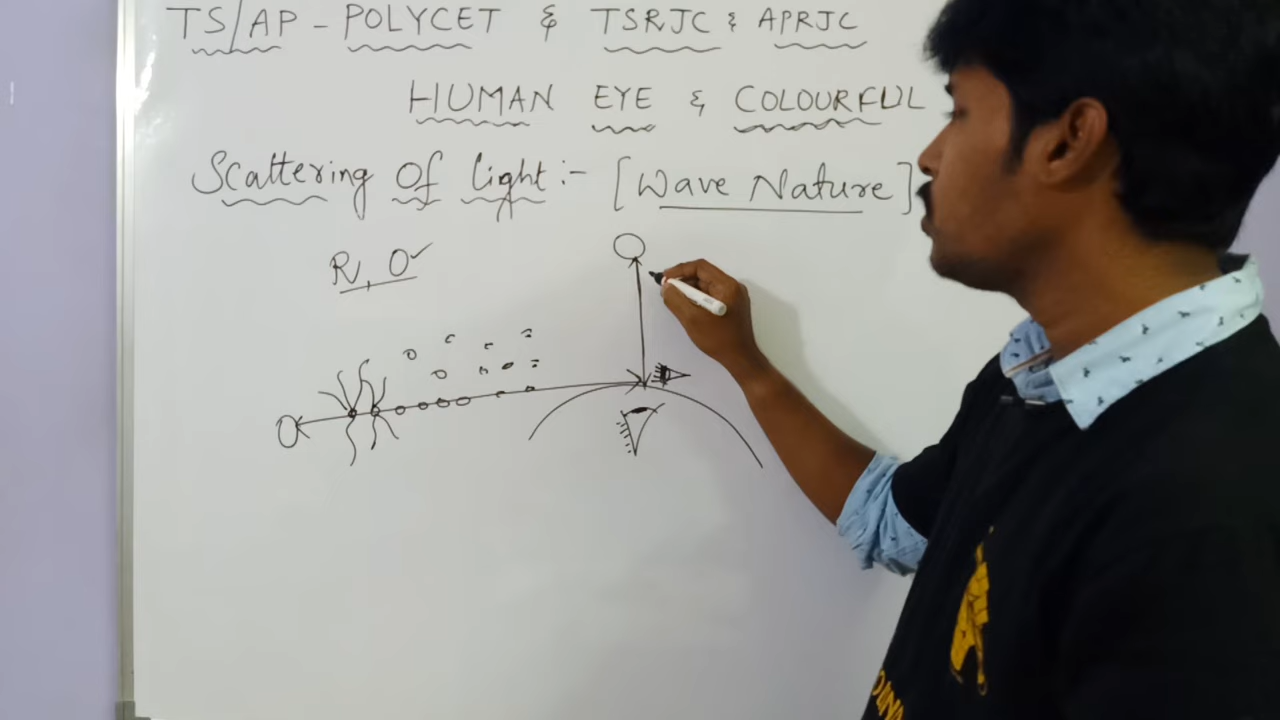 TS/AP - POLYCET & TSRJC & APRJC
HUMAN EYE & COLOURFUL
Scattering Of light :- [Wave Nature]
R, O✓